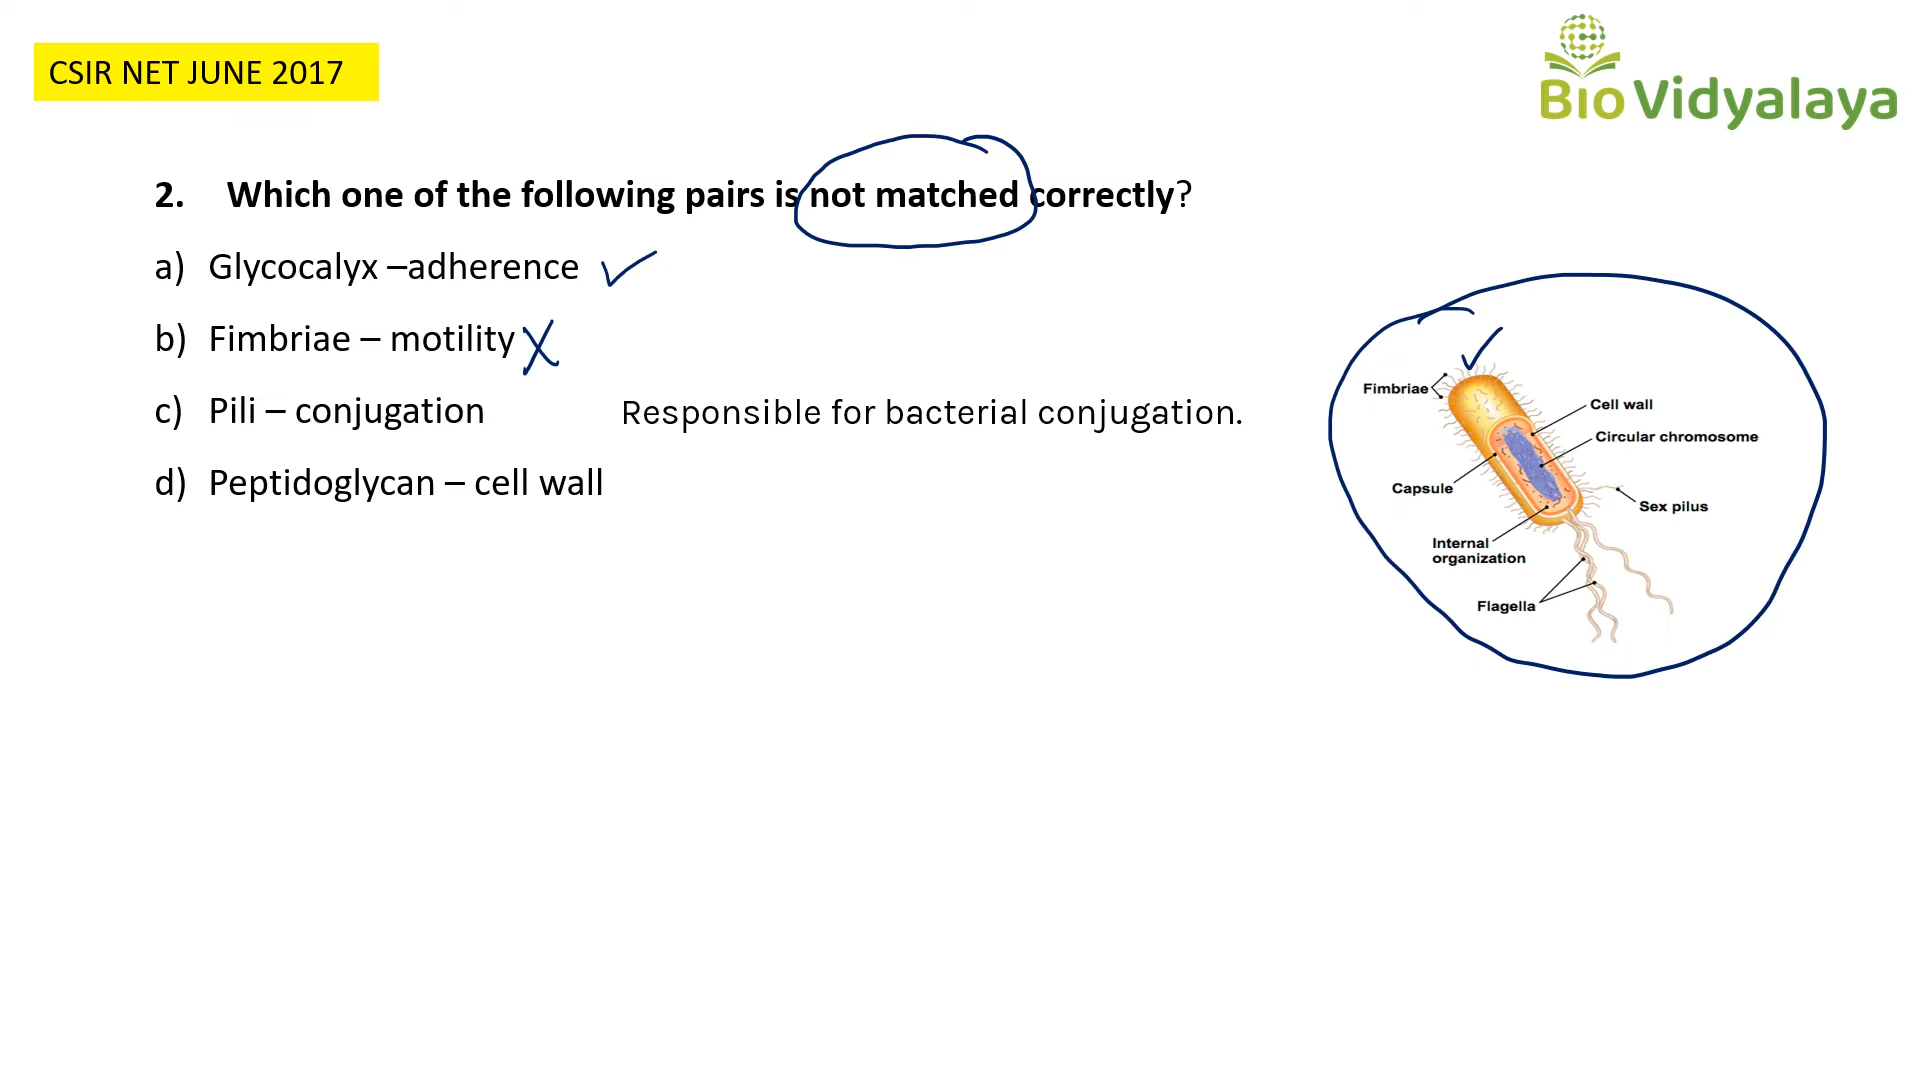 CSIR NET JUNE 2017
Bio Vidyalaya
2. Which one of the following pairs is not matched correctly?
a) Glycocalyx –adherence
b) Fimbriae – motility
c) Pili – conjugation Responsible for bacterial conjugation.
d) Peptidoglycan – cell wall
Fimbriae
Cell wall
Circular chromosome
Capsule
Sex pilus
Internal
organization
Flagella